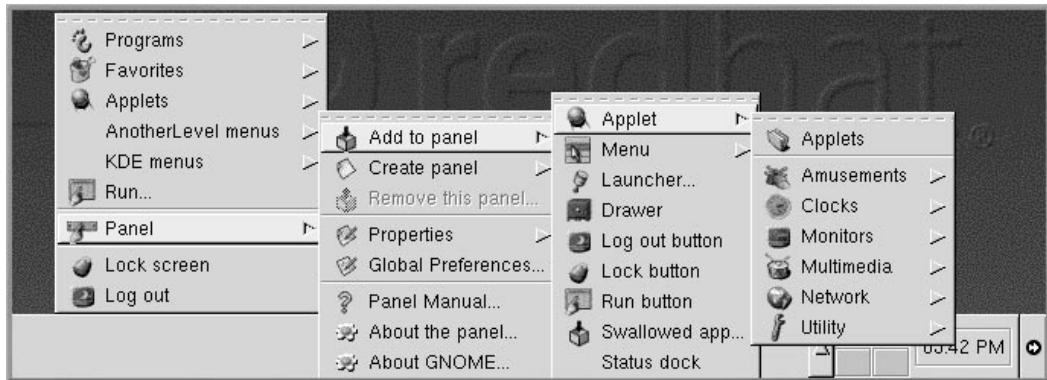 redhat
Programs
Favorites
Applets
AnotherLevel menus
KDE menus
Run...
Panel
Lock screen
Log out
Add to panel
Create panel
Remove this panel...
Properties
Global Preferences...
Panel Manual...
About the panel...
About GNOME...
Applet
Menu
Launcher...
Drawer
Log out button
Lock button
Run button
Swallowed app...
Status dock
Applets
Amusements
Clocks
Monitors
Multimedia
Network
Utility
®
PM